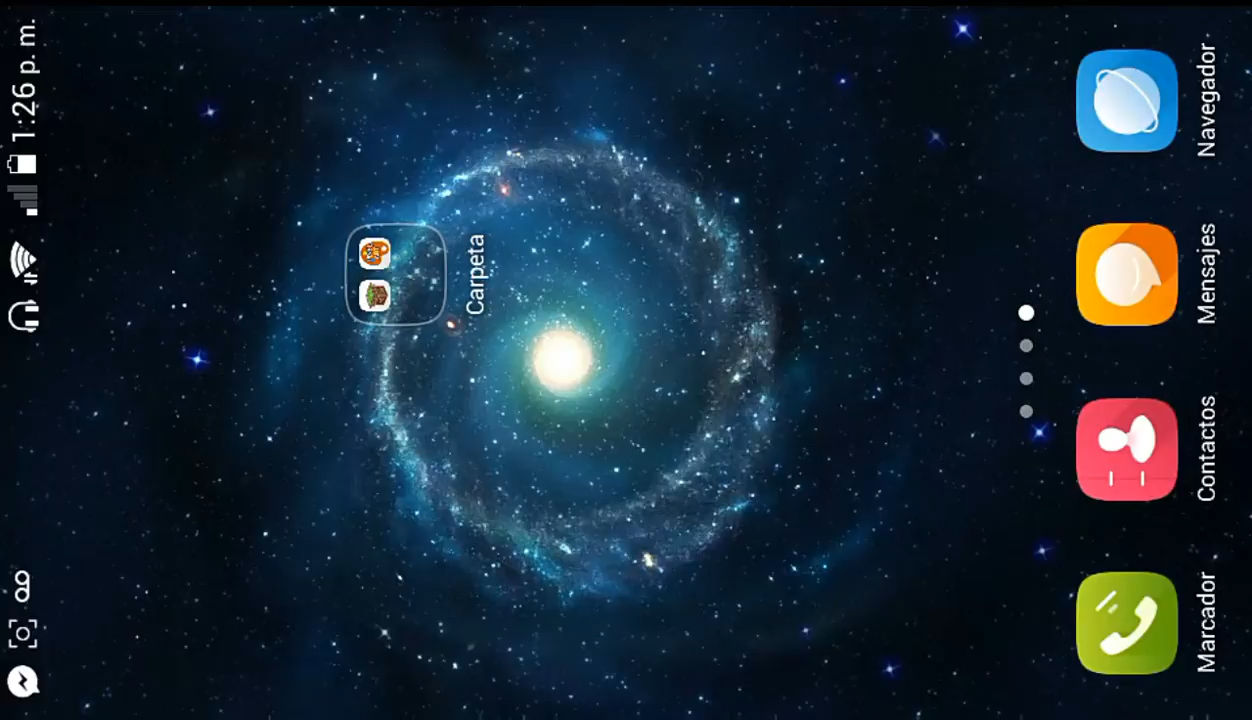 1:26 p. m.
Carpeta
Marcador
Contactos
Mensajes
Navegador